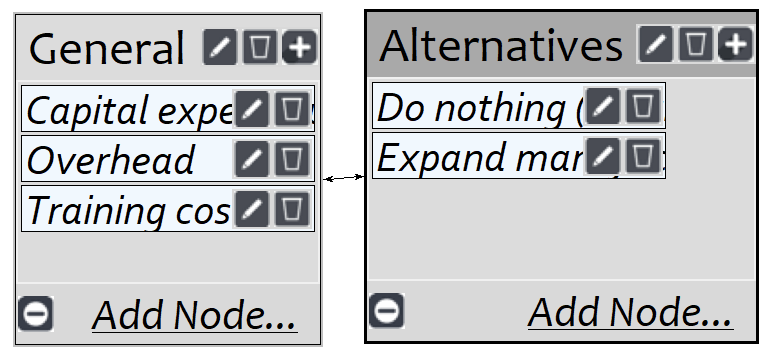 General
Capital expe
Overhead
Training cos
Add Node...
Alternatives
Do nothing (
Expand mar
Add Node...